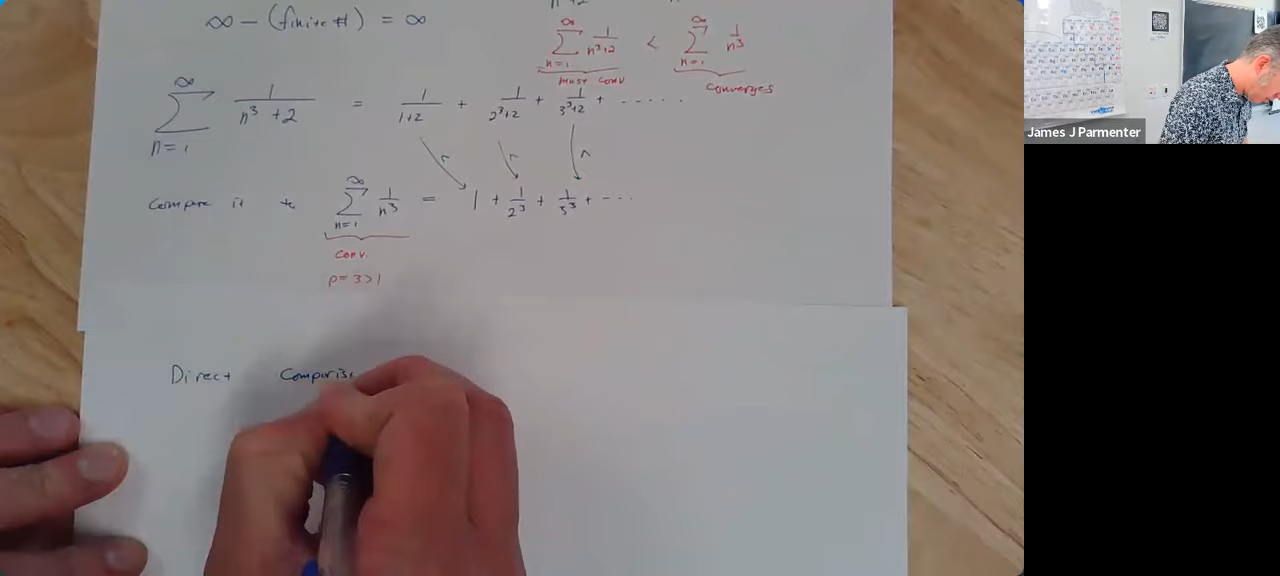 ∞ - (finite #) = ∞
∞ ∞
∑ 1/(n³+2) < ∑ 1/n³
n=1 n=1
must conv
converges
∞
∑ 1/(n³+2) = 1/(1+2) + 1/(2³+2) + 1/(3³+2) + ......
n=1
Compare it to ∑ 1/n³ = 1 + 1/2³ + 1/3³ + ...
∞
n=1
conv.
p=3>1
Direct Comparis
James J Parmenter